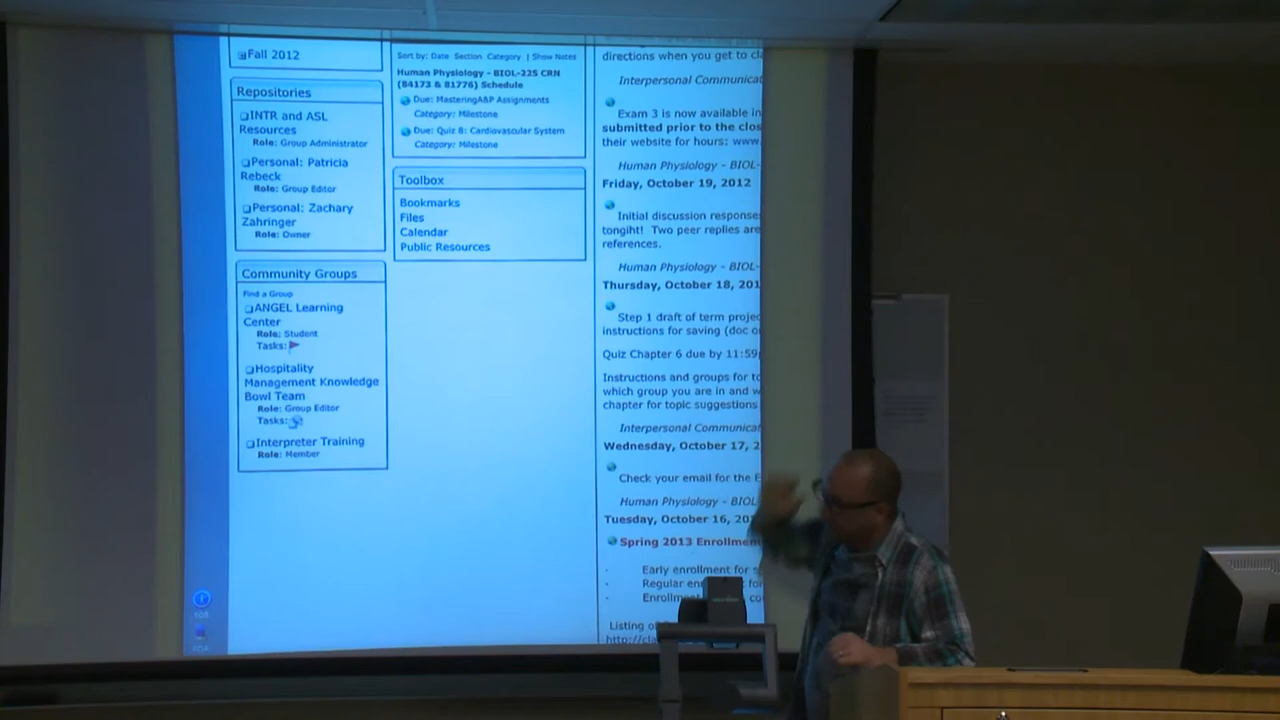 Fall 2012
Repositories
INTR and ASL
Resources
Role: Group Administrator
Personal: Patricia
Rebeck
Role: Group Editor
Personal: Zachary
Zahringer
Role: Owner
Community Groups
Find a Group
ANGEL Learning
Center
Role: Student
Tasks:
Hospitality
Management Knowledge
Bowl Team
Role: Group Editor
Tasks:
Interpreter Training
Role: Member
Sort by: Date Section Category | Show Notes
Human Physiology - BIOL-225 CRN
(84173 & 81776) Schedule
Due: MasteringA&P Assignments
Category: Milestone
Due: Quiz 8: Cardiovascular System
Category: Milestone
Toolbox
Bookmarks
Files
Calendar
Public Resources
directions when you get to
Interpersonal Communicat
Exam 3 is now available in
submitted prior to the clos
their website for hours: www.
Human Physiology - BIOL-
Friday, October 19, 2012
Initial discussion response
tongiht! Two peer replies are
references.
Human Physiology - BIOL-
Thursday, October 18, 201
Step 1 draft of term projec
instructions for saving (doc o
Quiz Chapter 6 due by 11:59
Instructions and groups for to
which group you are in and w
chapter for topic suggestions
Interpersonal Communicat
Wednesday, October 17, 2
Check your email for the E
Human Physiology - BIOL
Tuesday, October 16, 201
Spring 2013 Enrollmen
Early enrollment for
Regular
Enrollment
Listing of
http://cla